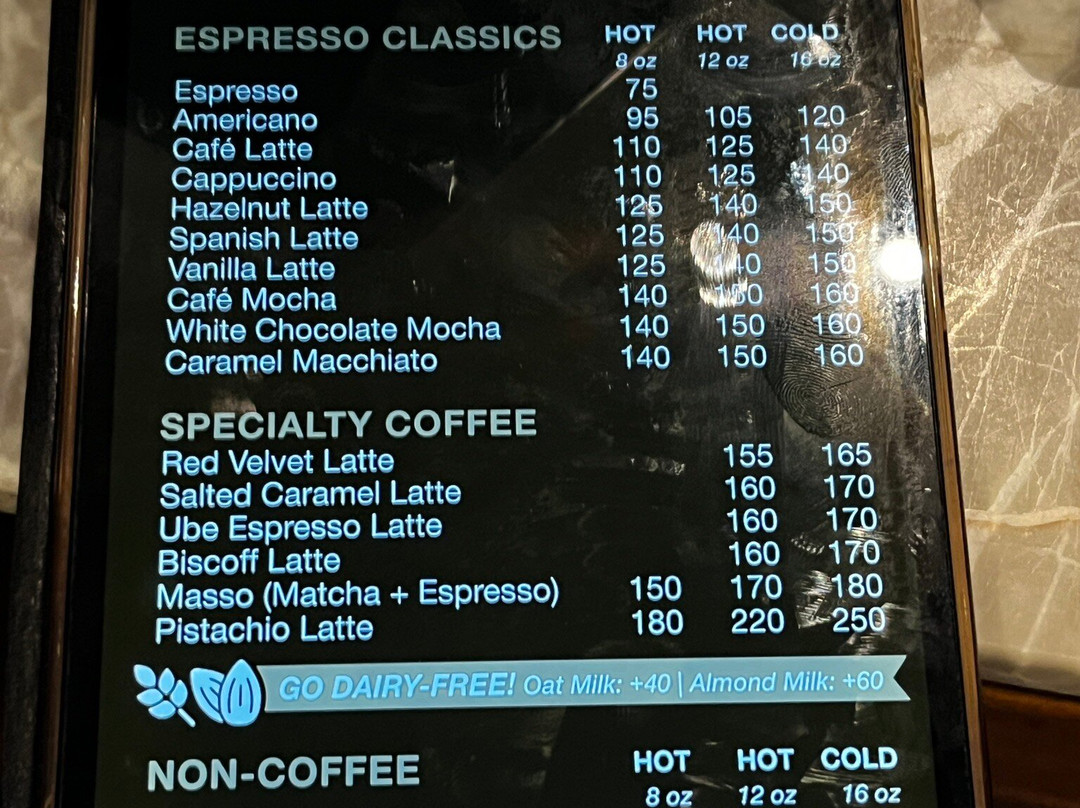 ESPRESSO CLASSICS HOT HOT COLD
8 oz 12 oz 16 oz
Espresso 75
Americano 95 105 120
Café Latte 110 125 140
Cappuccino 110 125 140
Hazelnut Latte 125 140 150
Spanish Latte 125 140 150
Vanilla Latte 125 140 150
Café Mocha 140 150 160
White Chocolate Mocha 140 150 160
Caramel Macchiato 140 150 160
SPECIALTY COFFEE
Red Velvet Latte 155 165
Salted Caramel Latte 160 170
Ube Espresso Latte 160 170
Biscoff Latte 160 170
Masso (Matcha + Espresso) 150 170 180
Pistachio Latte 180 220 250
GO DAIRY-FREE! Oat Milk: +40 | Almond Milk: +60
NON-COFFEE HOT HOT COLD
8 oz 12 oz 16 oz